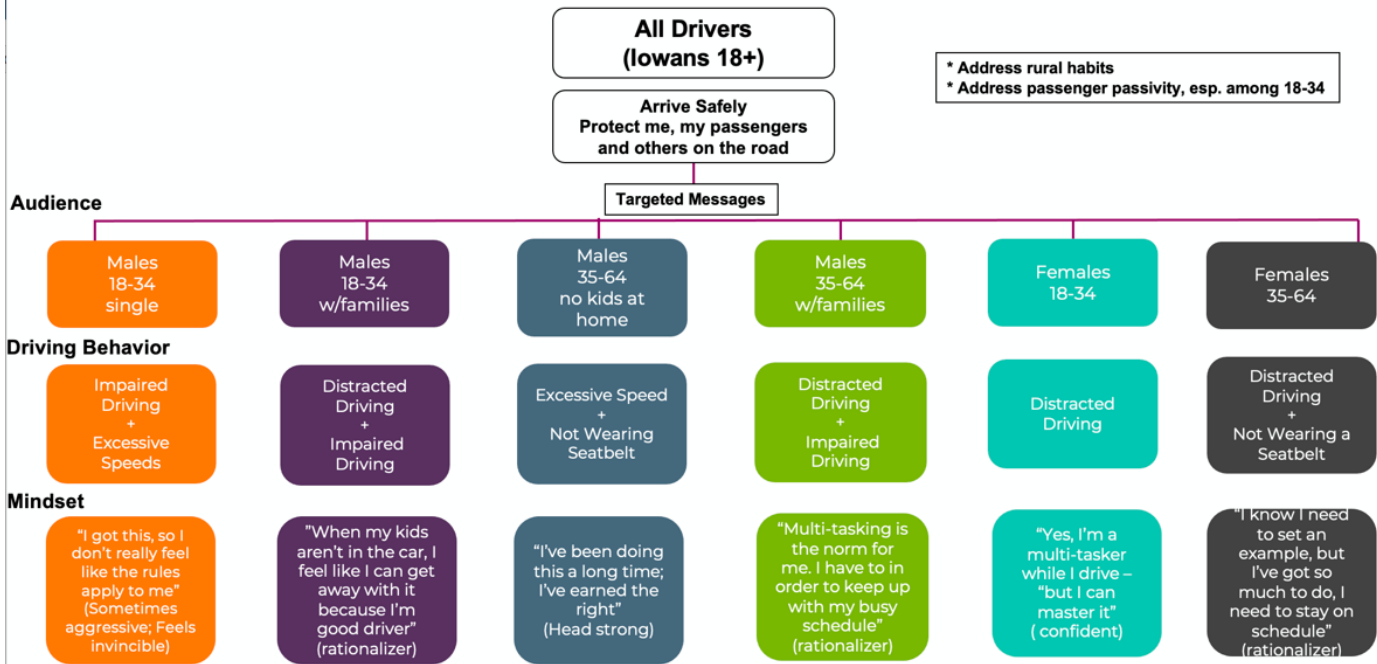 All Drivers
(Iowans 18+)
* Address rural habits
* Address passenger passivity, esp. among 18-34
Arrive Safely
Protect me, my passengers
and others on the road
Targeted Messages
Audience
Males
18-34
single
Males
18-34
w/families
Males
35-64
no kids at
home
Males
35-64
w/families
Females
18-34
Females
35-64
Driving Behavior
Impaired
Driving
+
Excessive
Speeds
Distracted
Driving
+
Impaired
Driving
Excessive Speed
+
Not Wearing
Seatbelt
Distracted
Driving
+
Impaired
Driving
Distracted
Driving
Distracted
Driving
+
Not Wearing a
Seatbelt
Mindset
“I got this, so I
don’t really feel
like the rules
apply to me”
(Sometimes
aggressive; Feels
invincible)
”When my kids
aren’t in the car, I
feel like I can get
away with it
because I’m
good driver”
(rationalizer)
“I’ve been doing
this a long time;
I’ve earned the
right”
(Head strong)
“Multi-tasking is
the norm for
me. I have to in
order to keep up
with my busy
schedule”
(rationalizer)
“Yes, I’m a
multi-tasker
while I drive –
“but I can
master it”
( confident)
“I know I need
to set an
example, but
I’ve got so
much to do, I
need to stay on
schedule”
(rationalizer)